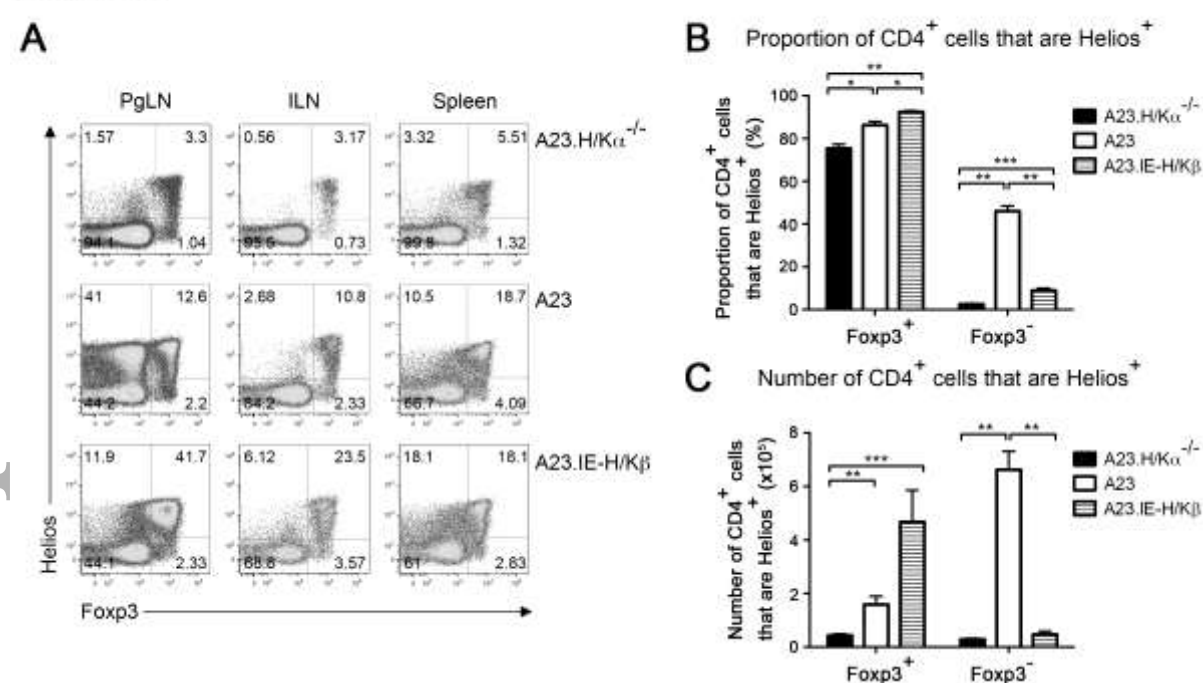 A
PgLN ILN Spleen
1.57 3.3 0.56 3.17 3.32 5.51 A23.H/Kα-/-
94.1 1.04 95.5 0.73 1.32
41 12.6 2.68 10.8 10.5 18.7 A23
44.2 2.2 84.2 2.33 66.7 4.09
11.9 41.7 6.12 23.5 18.1 18.1 A23.IE-H/Kβ
44.1 2.33 3.57 61 2.83
Helios
Foxp3
B Proportion of CD4+ cells that are Helios+
Proportion of CD4+ cells
that are Helios+ (%)
** * *
*** ** **
100
80
60
40
20
0
Foxp3+ Foxp3-
A23.H/Kα-/-
A23
A23.IE-H/Kβ
C Number of CD4+ cells that are Helios+
Number of CD4+ cells
that are Helios+ (x10⁵)
*** **
** **
8
6
4
2
0
Foxp3+ Foxp3-
A23.H/Kα-/-
A23
A23.IE-H/Kβ